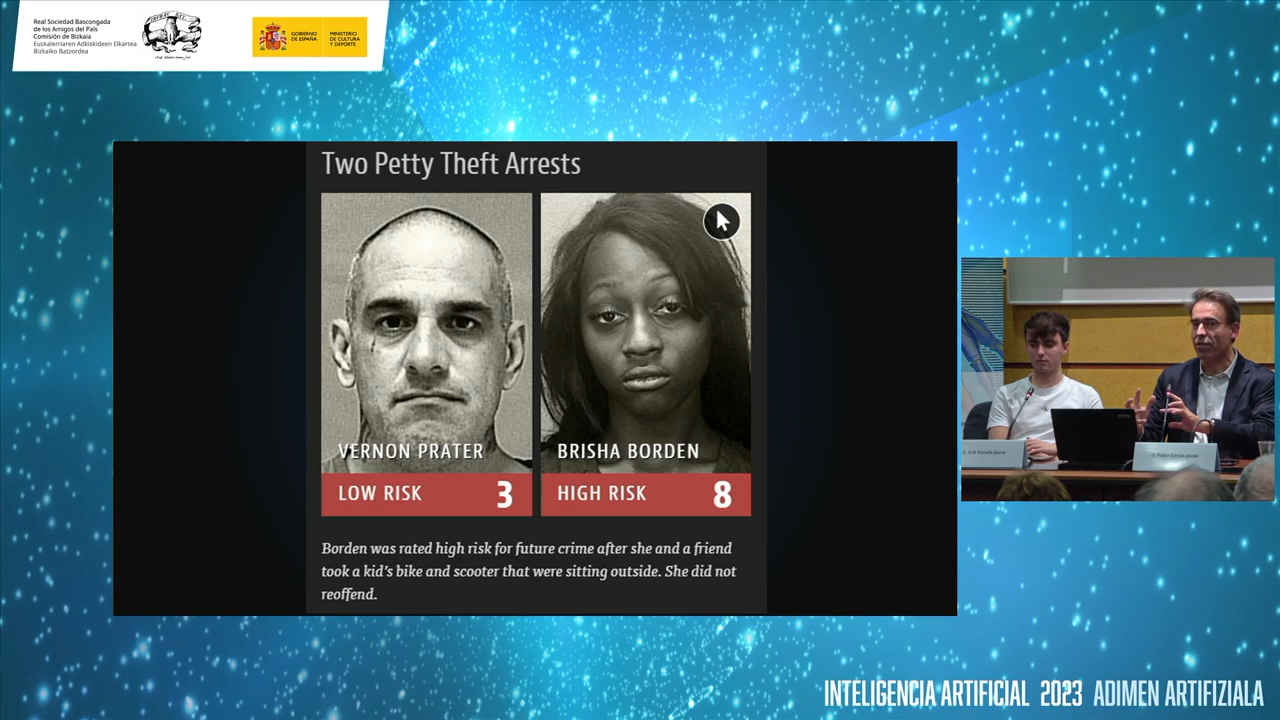 Real Sociedad Bascongada
de los Amigos del País
Comisión de Bizkaia
Euskalerriaren Adkiskideen Elkartea
Bizkaiko Batzordea
GOBIERNO
DE ESPAÑA
MINISTERIO
DE CULTURA
Y DEPORTE
Two Petty Theft Arrests
VERNON PRATER
LOW RISK 3
BRISHA BORDEN
HIGH RISK 8
Borden was rated high risk for future crime after she and a friend
took a kid's bike and scooter that were sitting outside. She did not
reoffend.
INTELIGENCIA ARTIFICIAL 2023 ADIMEN ARTIFIZIALA